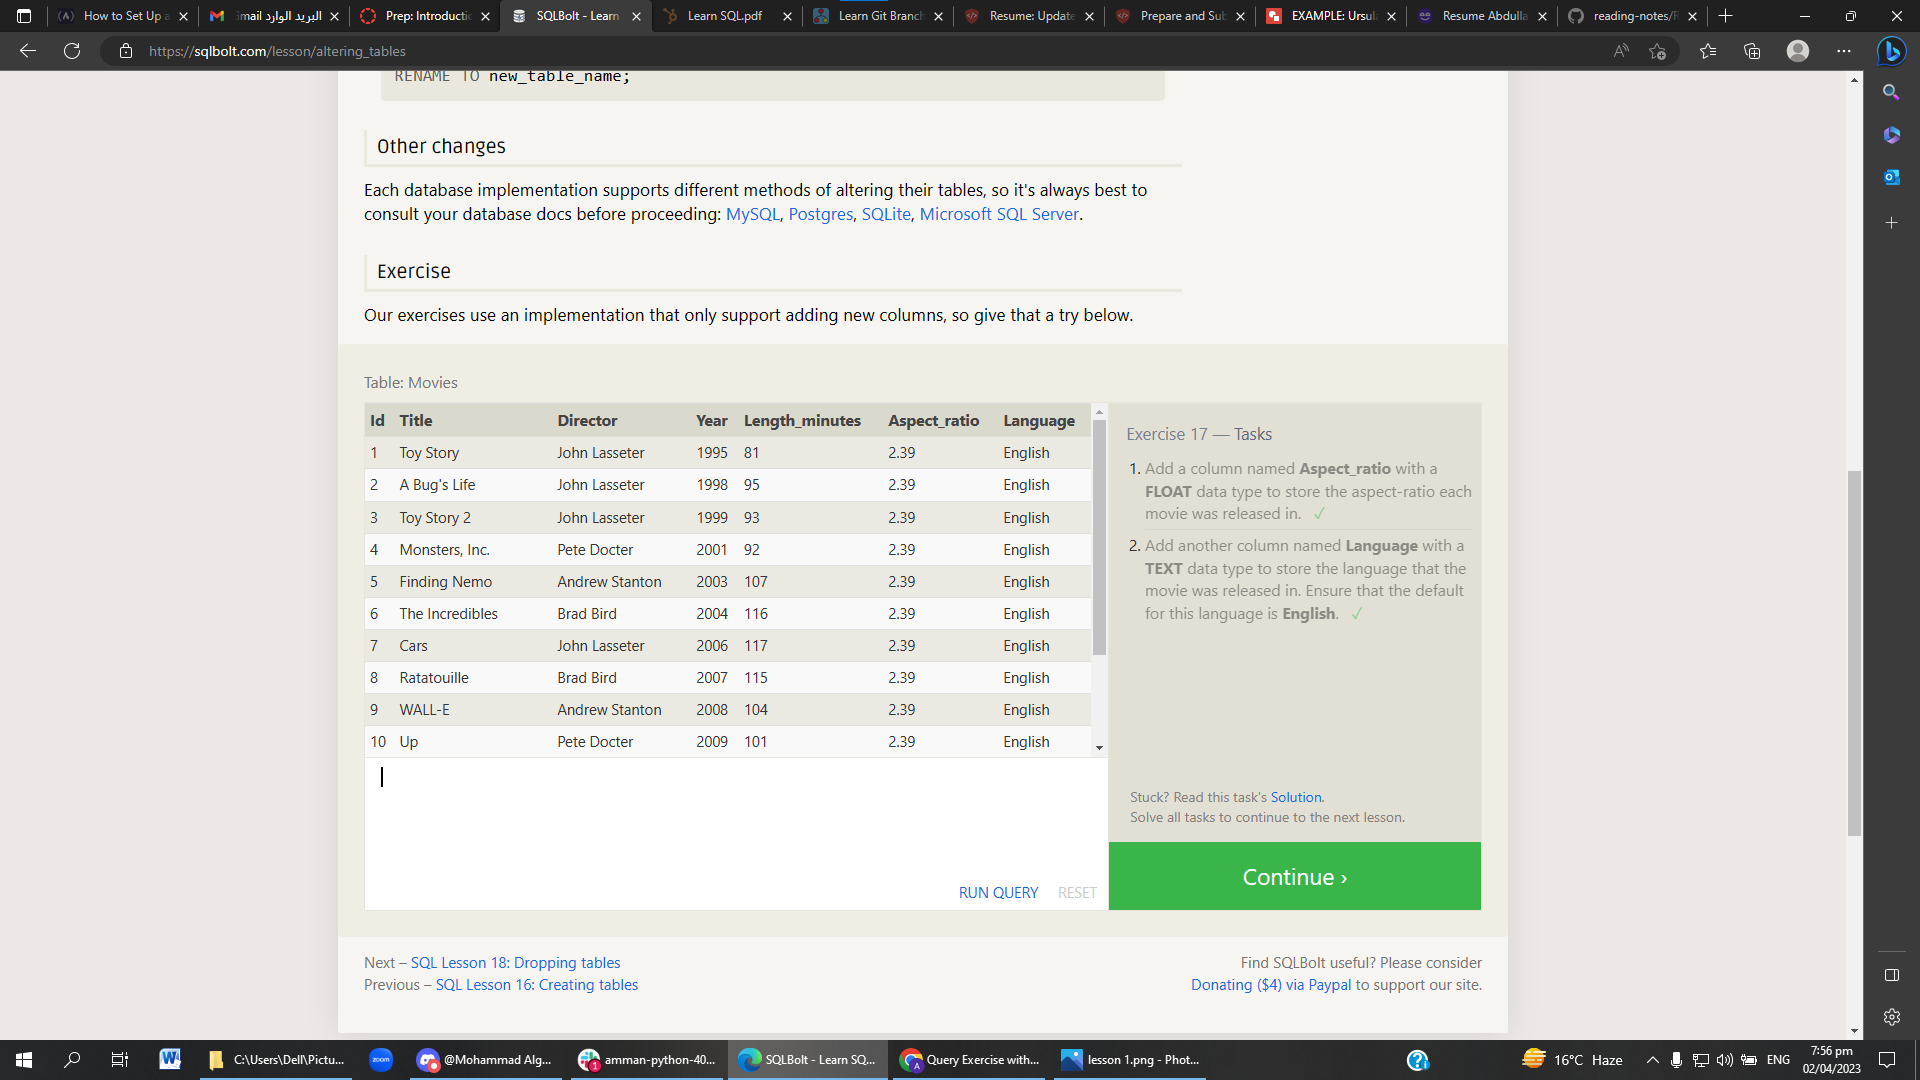 How to Set Up a
البريد الوارد Gmail
Prep: Introductio
SQLBolt - Learn
Learn SQL.pdf
Learn Git Branch
Resume: Update
Prepare and Sub
EXAMPLE: Ursula
Resume Abdulla
reading-notes/R
https://sqlbolt.com/lesson/altering_tables
RENAME TO new_table_name;
Other changes
Each database implementation supports different methods of altering their tables, so it's always best to
consult your database docs before proceeding: MySQL, Postgres, SQLite, Microsoft SQL Server.
Exercise
Our exercises use an implementation that only support adding new columns, so give that a try below.
Table: Movies
Id Title Director Year Length_minutes Aspect_ratio Language
1 Toy Story John Lasseter 1995 81 2.39 English
2 A Bug's Life John Lasseter 1998 95 2.39 English
3 Toy Story 2 John Lasseter 1999 93 2.39 English
4 Monsters, Inc. Pete Docter 2001 92 2.39 English
5 Finding Nemo Andrew Stanton 2003 107 2.39 English
6 The Incredibles Brad Bird 2004 116 2.39 English
7 Cars John Lasseter 2006 117 2.39 English
8 Ratatouille Brad Bird 2007 115 2.39 English
9 WALL-E Andrew Stanton 2008 104 2.39 English
10 Up Pete Docter 2009 101 2.39 English
RUN QUERY RESET
Exercise 17 — Tasks
1. Add a column named Aspect_ratio with a
FLOAT data type to store the aspect-ratio each
movie was released in. ✓
2. Add another column named Language with a
TEXT data type to store the language that the
movie was released in. Ensure that the default
for this language is English. ✓
Stuck? Read this task's Solution.
Solve all tasks to continue to the next lesson.
Continue ›
Next – SQL Lesson 18: Dropping tables
Previous – SQL Lesson 16: Creating tables
Find SQLBolt useful? Please consider
Donating ($4) via Paypal to support our site.
C:\Users\Dell\Pictu...
zoom
@Mohammad Alg...
1
amman-python-40...
SQLBolt - Learn SQ...
A
Query Exercise with...
lesson 1.png - Phot...
16°C Haze
ENG
7:56 pm
02/04/2023